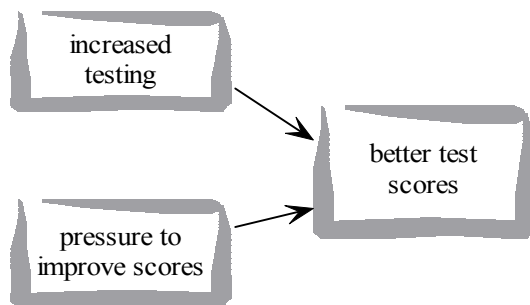 increased
testing
better test
scores
pressure to
improve scores